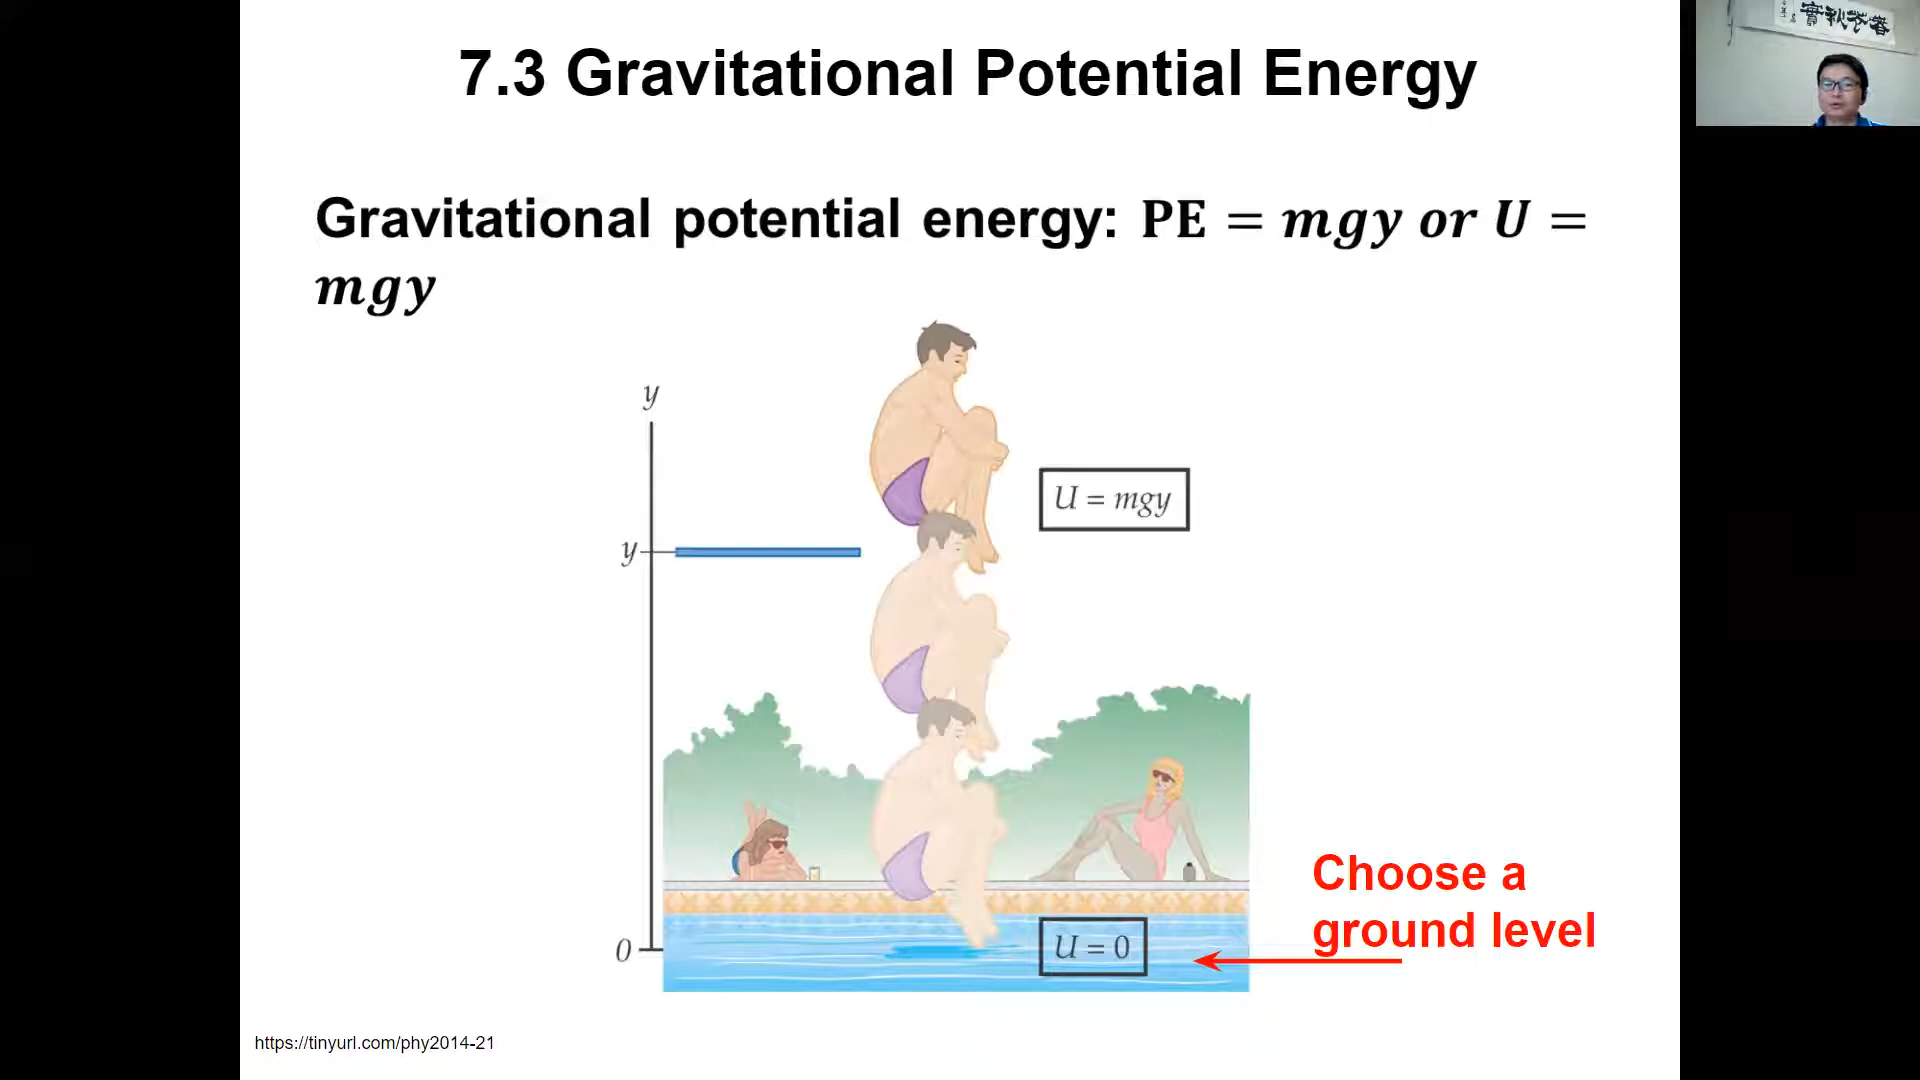 7.3 Gravitational Potential Energy
Gravitational potential energy: PE = mgy or U =
mgy
y
U = mgy
y
Choose a
ground level
U = 0
0
https://tinyurl.com/phy2014-21